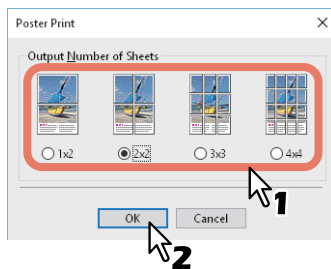 Poster Print
Output Number of Sheets
1x2 2x2 3x3 4x4
1
OK Cancel
2